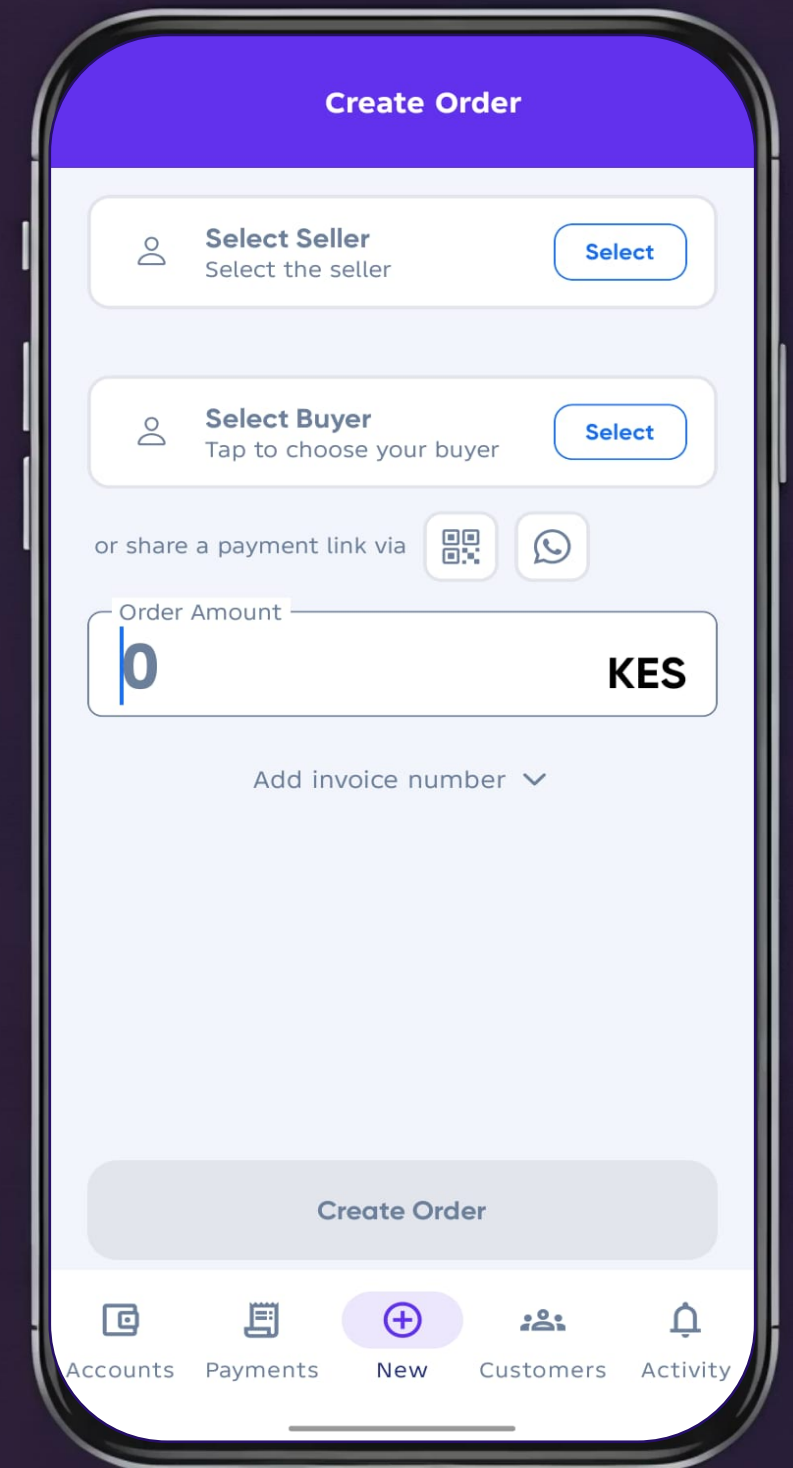 Create Order
Select Seller
Select the seller
Select
Select Buyer
Tap to choose your buyer
Select
or share a payment link via
Order Amount
0
KES
Add invoice number
Create Order
Accounts
Payments
New
Customers
Activity